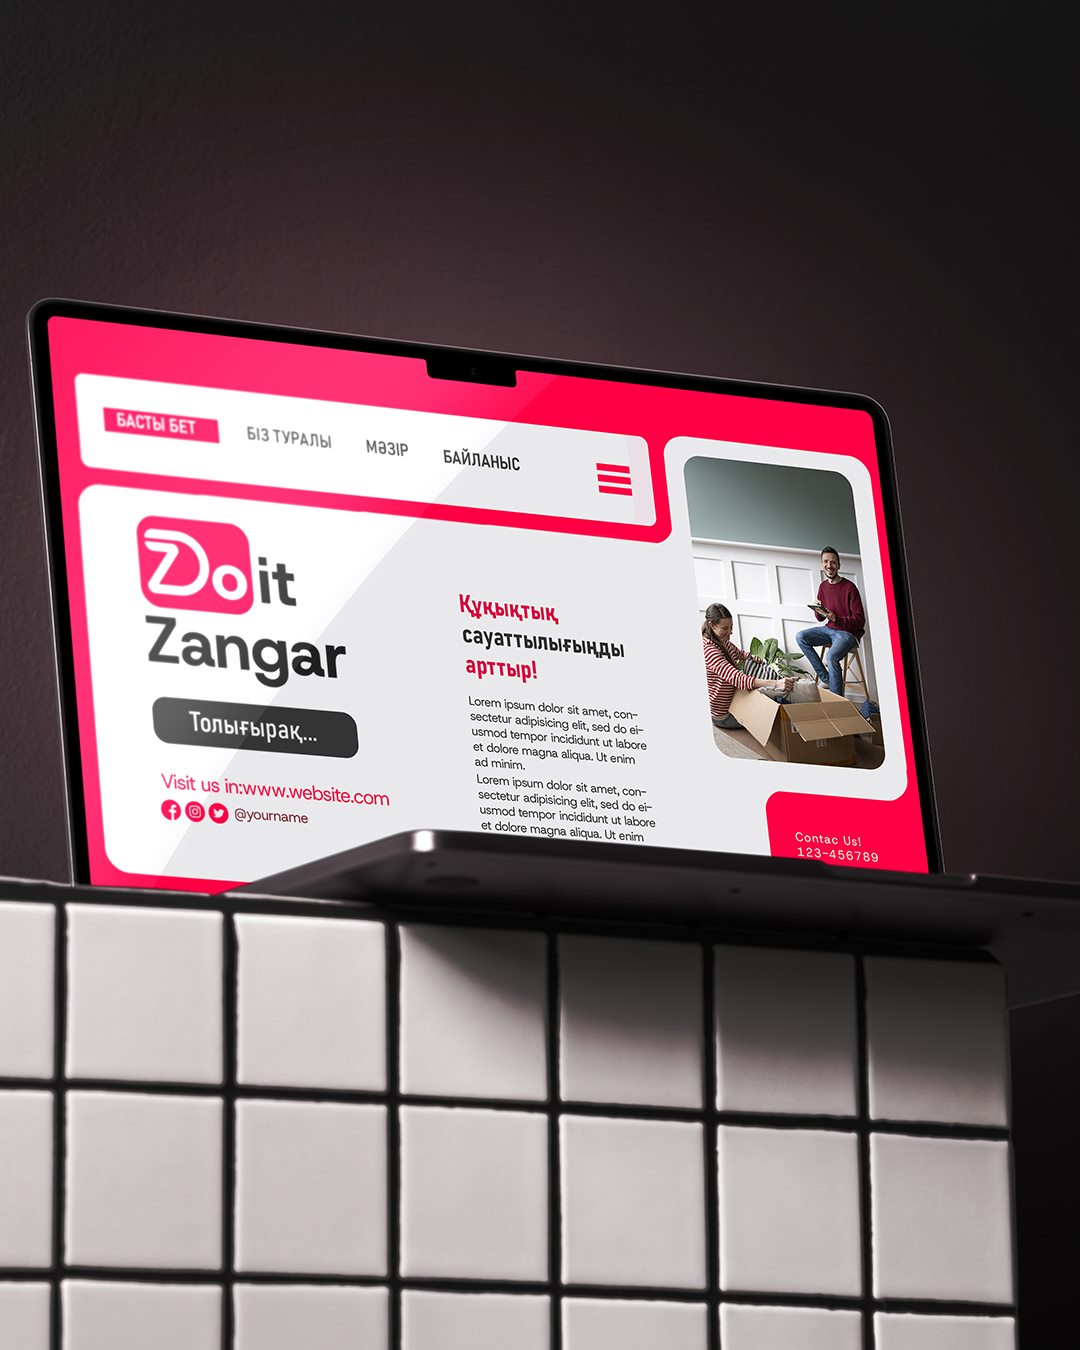 БАСТЫ БЕТ
БІЗ ТУРАЛЫ
МӘЗІР
БАЙЛАНЫС
ZDoit
Zangar
Толығырақ...
Visit us in:www.website.com
@yourname
Құқықтық
сауаттылығыңды
арттыр!
Lorem ipsum dolor sit amet, con-
sectetur adipisicing elit, sed do ei-
usmod tempor incididunt ut labore
et dolore magna aliqua. Ut enim
ad minim.
Lorem ipsum dolor sit amet, con-
sectetur adipisicing elit, sed do ei-
usmod tempor incididunt ut labore
et dolore magna aliqua. Ut enim
Contac Us!
123-456789